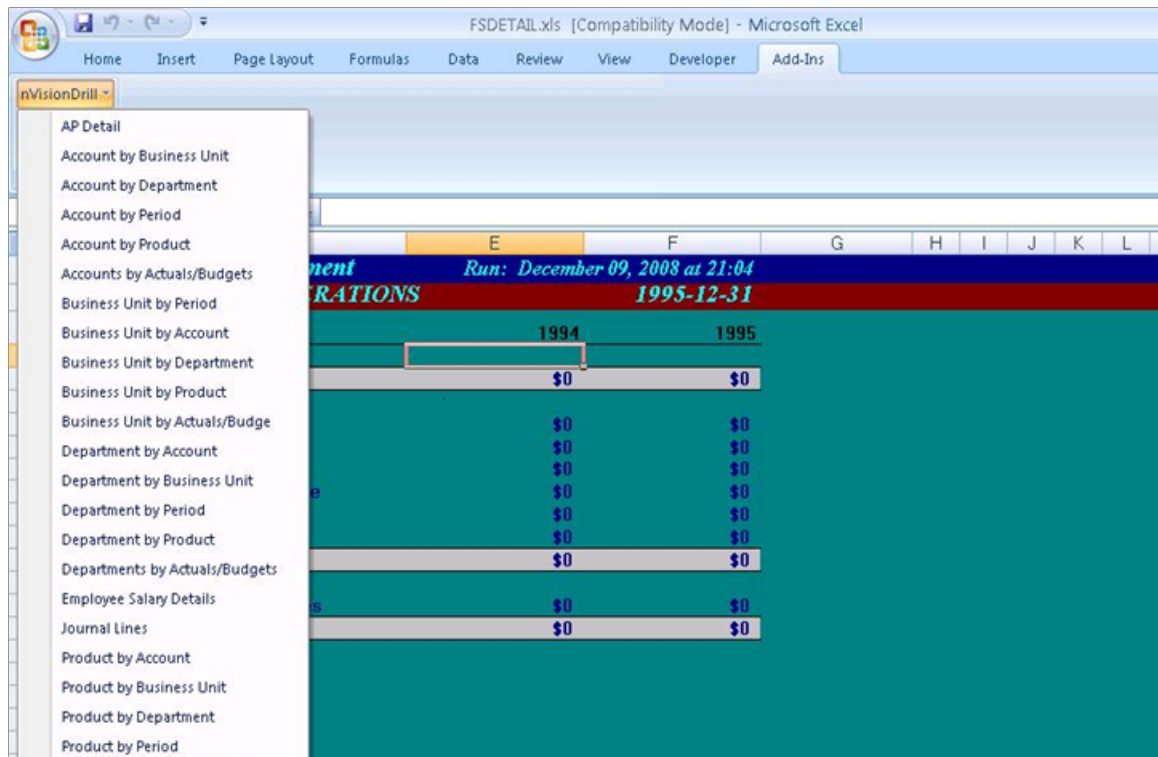 FSDETAIL.xls [Compatibility Mode] - Microsoft Excel
Home Insert Page Layout Formulas Data Review View Developer Add-Ins
nVisionDrill
AP Detail
Account by Business Unit
Account by Department
Account by Period
Account by Product
Accounts by Actuals/Budgets
Business Unit by Period
Business Unit by Account
Business Unit by Department
Business Unit by Product
Business Unit by Actuals/Budge
Department by Account
Department by Business Unit
Department by Period
Department by Product
Departments by Actuals/Budgets
Employee Salary Details
Journal Lines
Product by Account
Product by Business Unit
Product by Department
Product by Period
E F G H I J K L
ment Run: December 09, 2008 at 21:04
RATIONS 1995-12-31
1994 1995
$0 $0
$0 $0
$0 $0
$0 $0
e $0 $0
$0 $0
$0 $0
$0 $0
s $0 $0
$0 $0